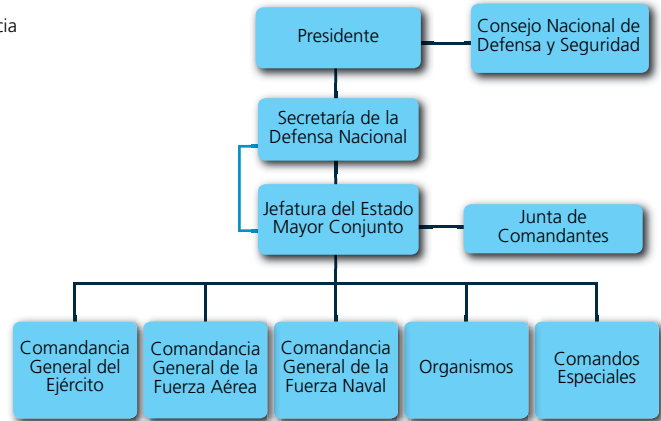 cia
Presidente
Consejo Nacional de
Defensa y Seguridad
Secretaría de la
Defensa Nacional
Jefatura del Estado
Mayor Conjunto
Junta de
Comandantes
Comandancia
General del
Ejército
Comandancia
General de la
Fuerza Aérea
Comandancia
General de la
Fuerza Naval
Organismos
Comandos
Especiales